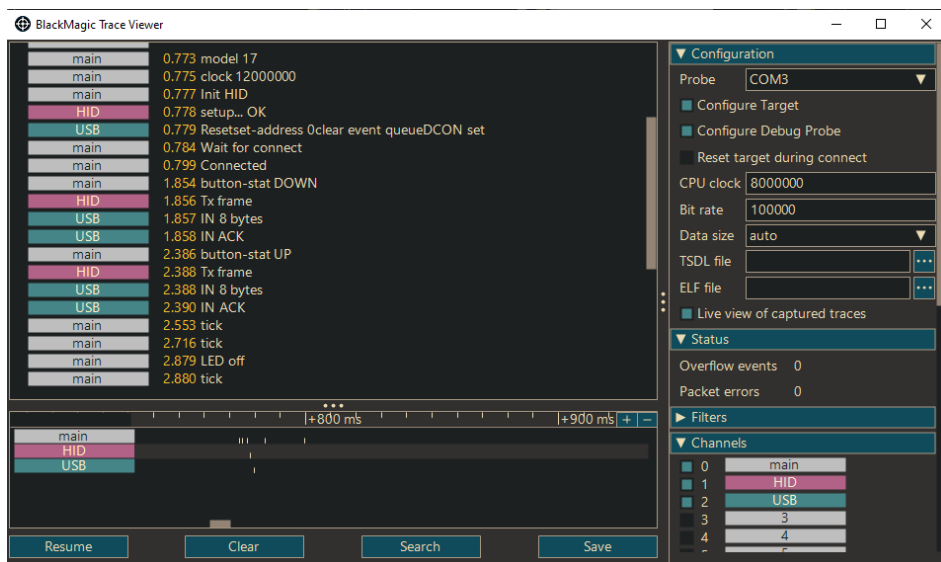 BlackMagic Trace Viewer
main 0.773 model 17
main 0.775 clock 12000000
main 0.777 Init HID
HID 0.778 setup... OK
USB 0.779 Resetset-address 0clear event queueDCON set
main 0.784 Wait for connect
main 0.799 Connected
main 1.854 button-stat DOWN
HID 1.856 Tx frame
USB 1.857 IN 8 bytes
USB 1.858 IN ACK
main 2.386 button-stat UP
HID 2.388 Tx frame
USB 2.388 IN 8 bytes
USB 2.390 IN ACK
main 2.553 tick
main 2.716 tick
main 2.879 LED off
main 2.880 tick
+800 ms +900 ms + −
main
HID
USB
Resume Clear Search Save
Configuration
Probe COM3
Configure Target
Configure Debug Probe
Reset target during connect
CPU clock 8000000
Bit rate 100000
Data size auto
TSDL file ...
ELF file ...
Live view of captured traces
Status
Overflow events 0
Packet errors 0
Filters
Channels
0 main
1 HID
2 USB
3 3
4 4